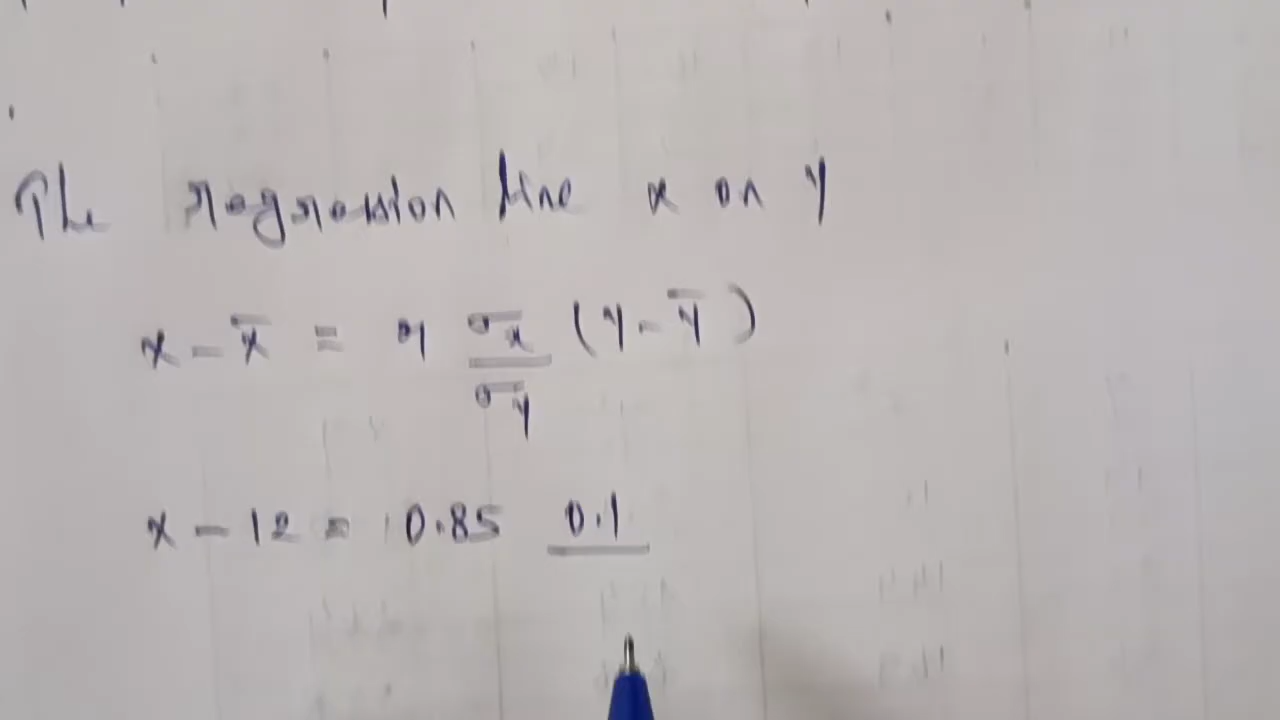 The regression line x on y
x - x̄ = r σx/σy (y - ȳ)
x - 12 = 0.85 0.1